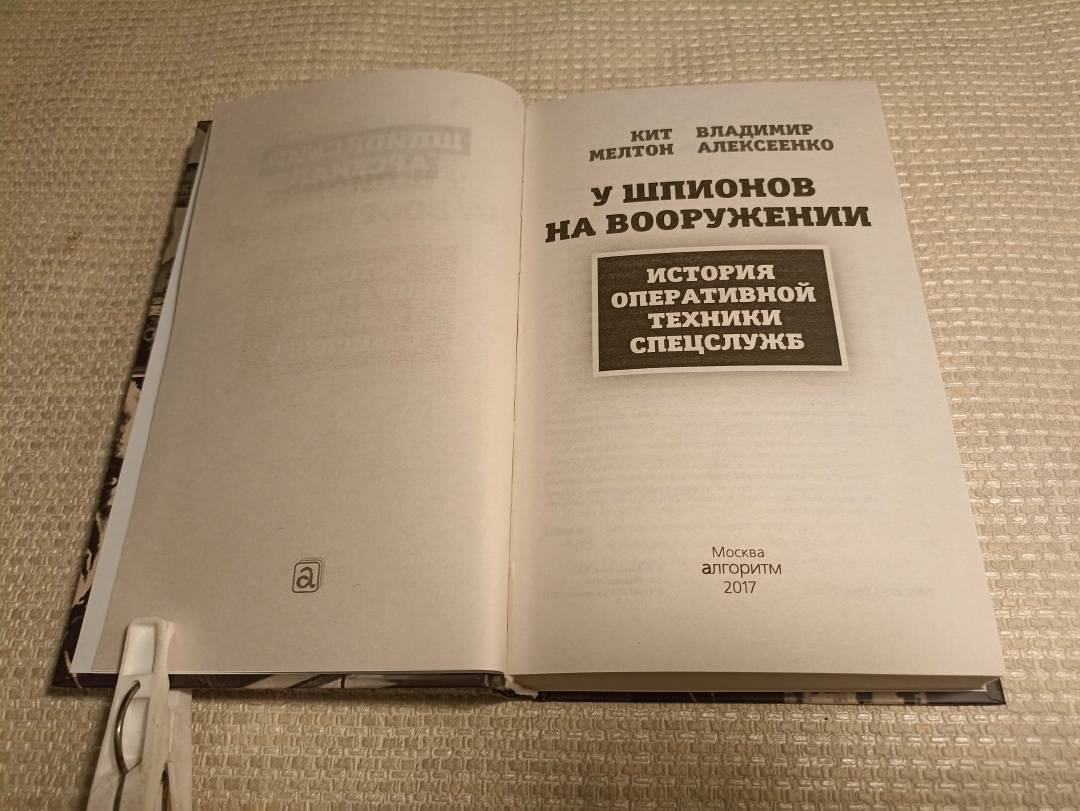 КИТ ВЛАДИМИР
МЕЛТОН АЛЕКСЕЕНКО
У ШПИОНОВ
НА ВООРУЖЕНИИ
ИСТОРИЯ
ОПЕРАТИВНОЙ
ТЕХНИКИ
СПЕЦСЛУЖБ
Москва
алгоритм
2017
а